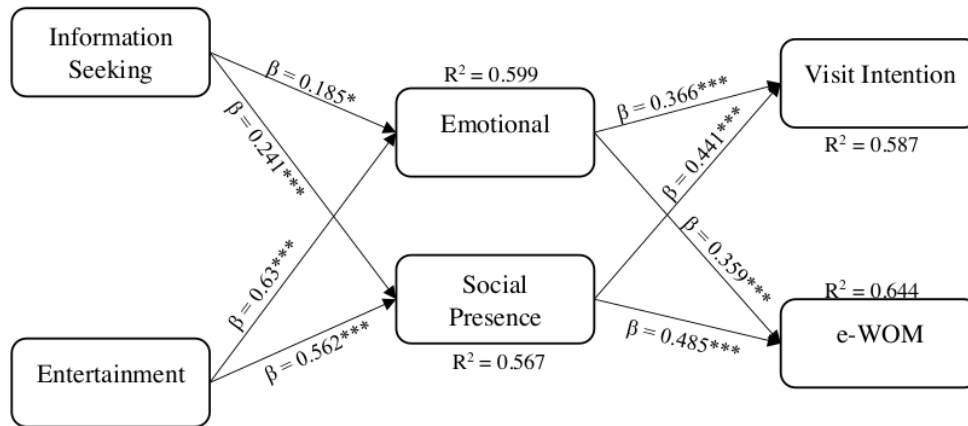 Information
Seeking
β = 0.185*
β = 0.241***
Entertainment
β = 0.63***
β = 0.562***
R² = 0.599
Emotional
Social
Presence
R² = 0.567
β = 0.366***
β = 0.441***
β = 0.359***
β = 0.485***
Visit Intention
R² = 0.587
R² = 0.644
e-WOM